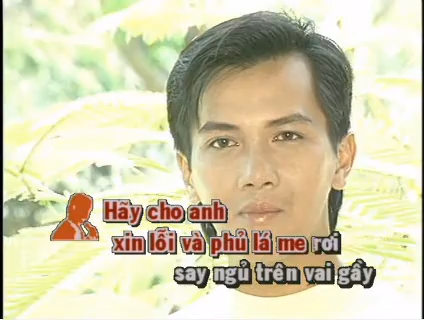 Hãy cho anh
xin lỗi và phủ lá me rơi
say ngủ trên vai gầy